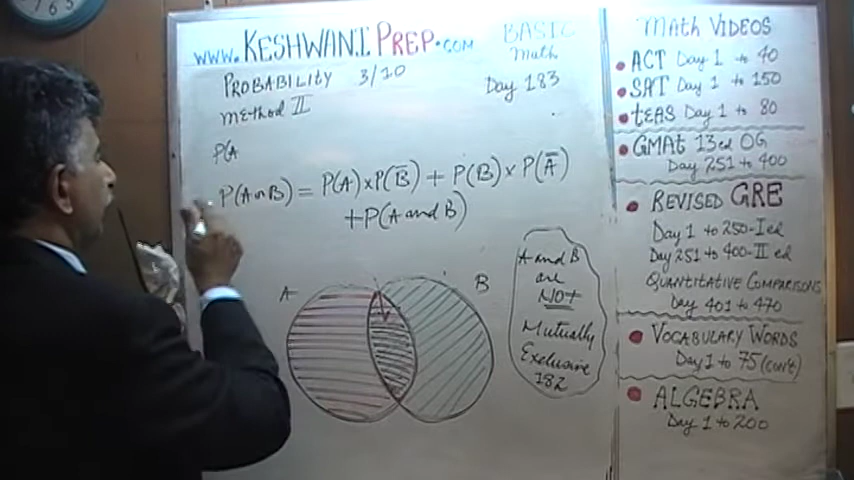 www.KESHWANIPREP.COM
BASIC
Math
Day 183
PROBABILITY 3/10
Method II
P(A
P(A or B) = P(A) x P(B̅) + P(B) x P(A̅)
+ P(A and B)
A
B
A and B
are
NOT
Mutually
Exclusive
182
Math VIDEOS
• ACT Day 1 to 40
• SAT Day 1 to 150
• tEAS Day 1 to 80
• GMAt 13ed OG
Day 251 to 400
• REVISED GRE
Day 1 to 250-I ed
Day 251 to 400-II ed
QUANTITATIVE COMPARISONS
Day 401 to 470
• VOCABULARY WORDS
Day 1 to 75 (con't)
• ALGEBRA
Day 1 to 200